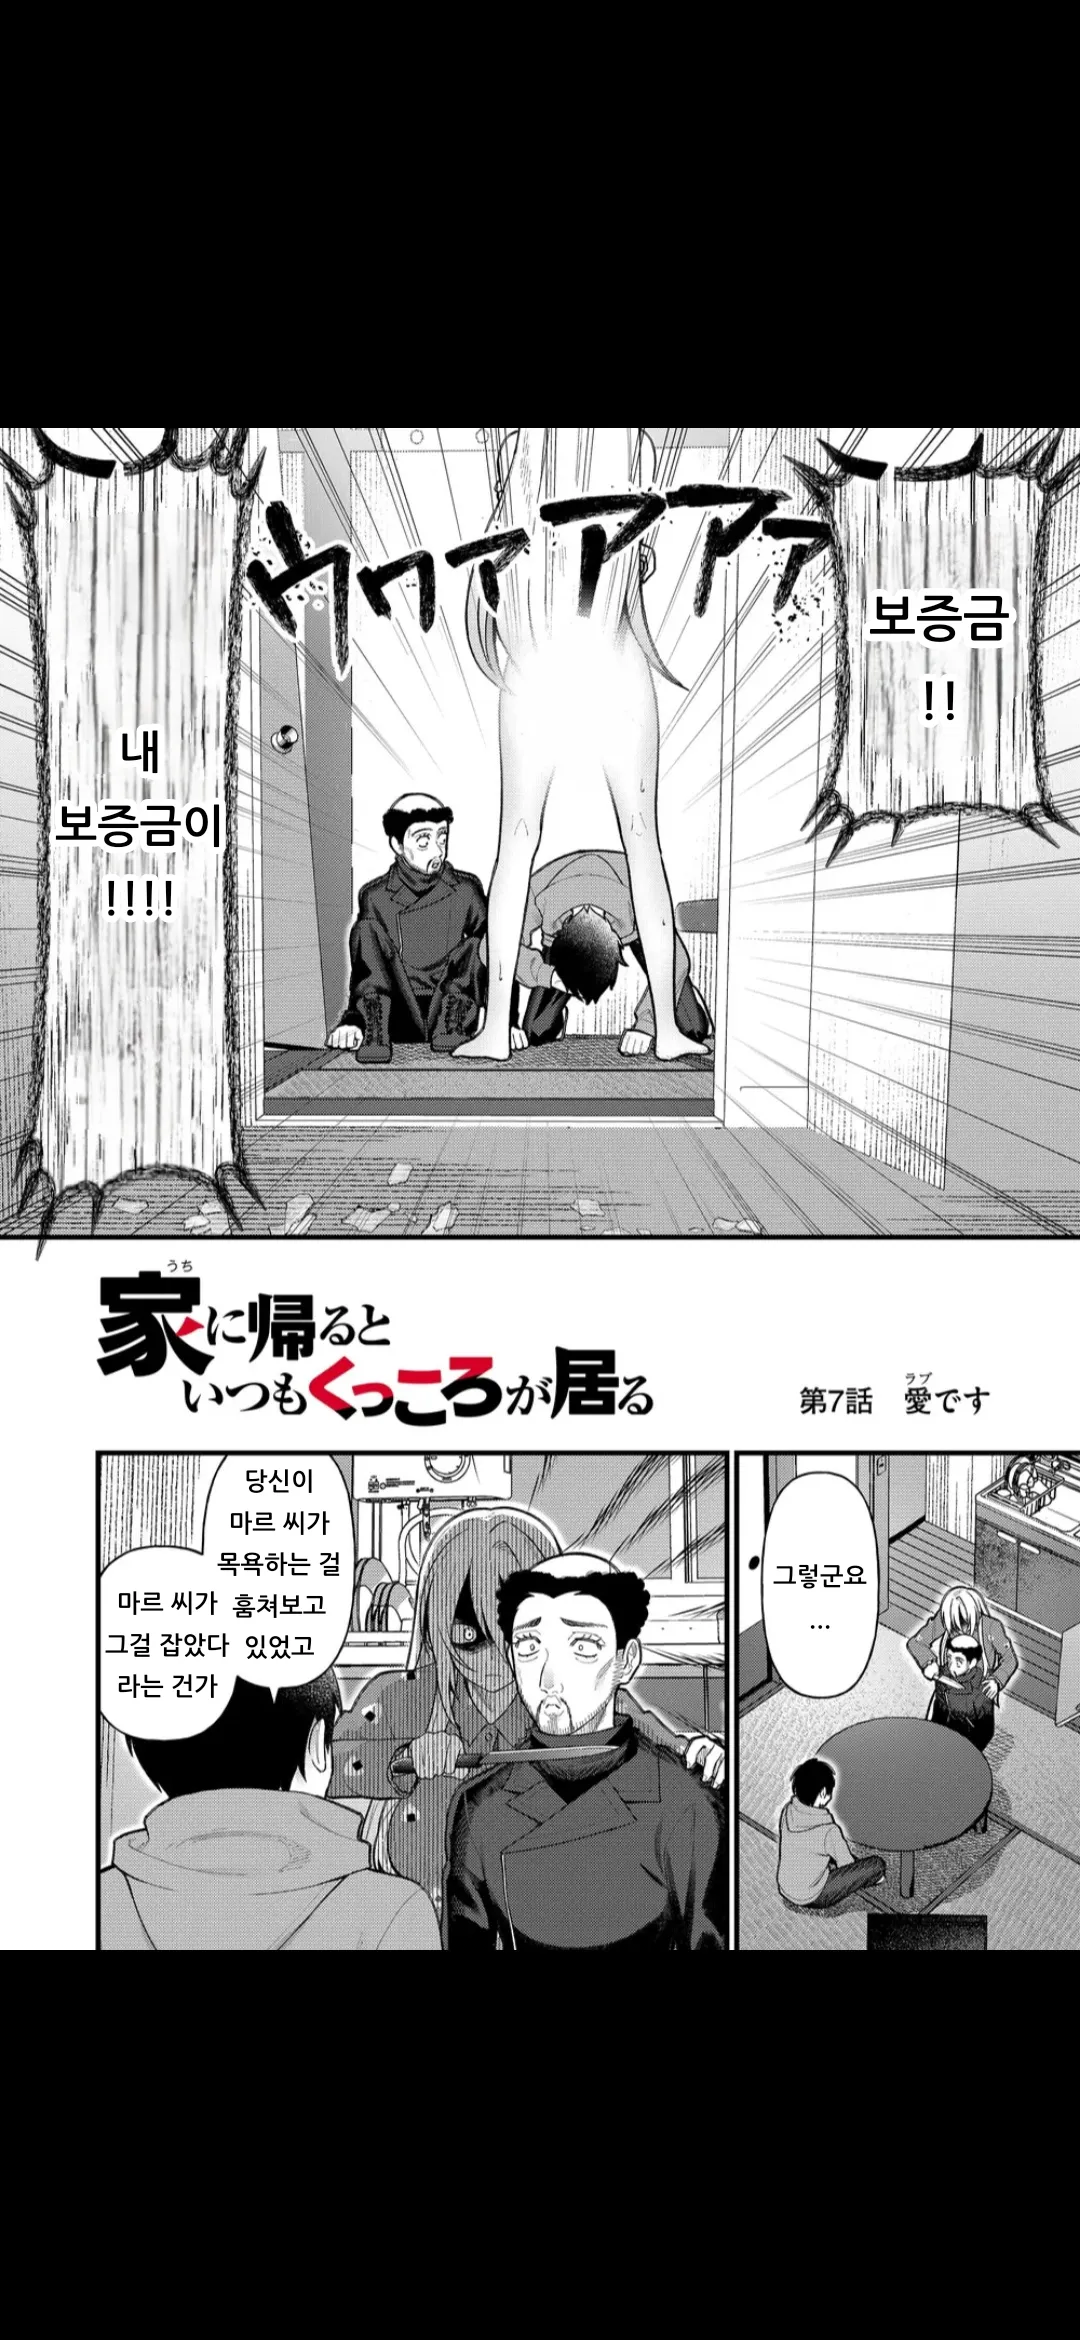 보증금
!!
ウワアアアア
내
보증금이
!!!!
うち
家に帰ると
いつもくっころが居る
ラブ
第7話 愛です
그렇군요
...
당신이
마르 씨가
목욕하는 걸
훔쳐보고
있었고
마르 씨가
그걸 잡았다
라는 건가